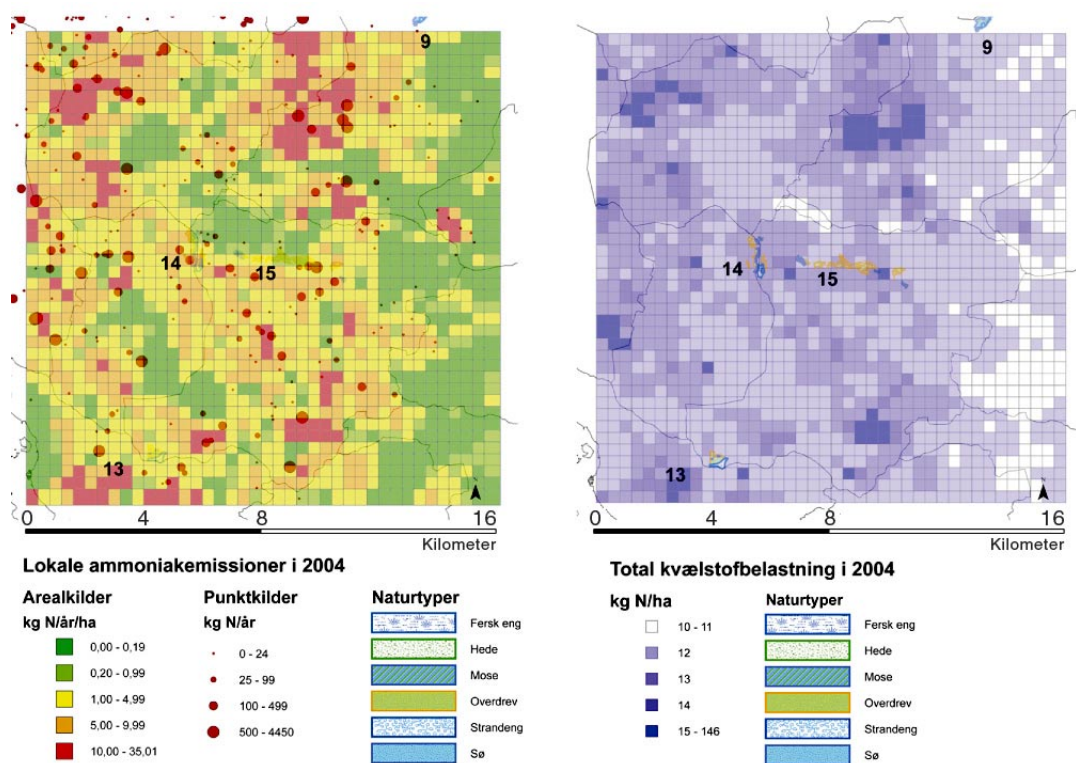 9
14
15
13
0 4 8 16
Kilometer
Lokale ammoniakemissioner i 2004
Arealkilder
kg N/år/ha
0,00 - 0,19
0,20 - 0,99
1,00 - 4,99
5,00 - 9,99
10,00 - 35,01
Punktkilder
kg N/år
0 - 24
25 - 99
100 - 499
500 - 4450
Naturtyper
Fersk eng
Hede
Mose
Overdrev
Strandeng
Sø
9
14
15
13
0 4 8 16
Kilometer
Total kvælstofbelastning i 2004
kg N/ha
10 - 11
12
13
14
15 - 146
Naturtyper
Fersk eng
Hede
Mose
Overdrev
Strandeng
Sø